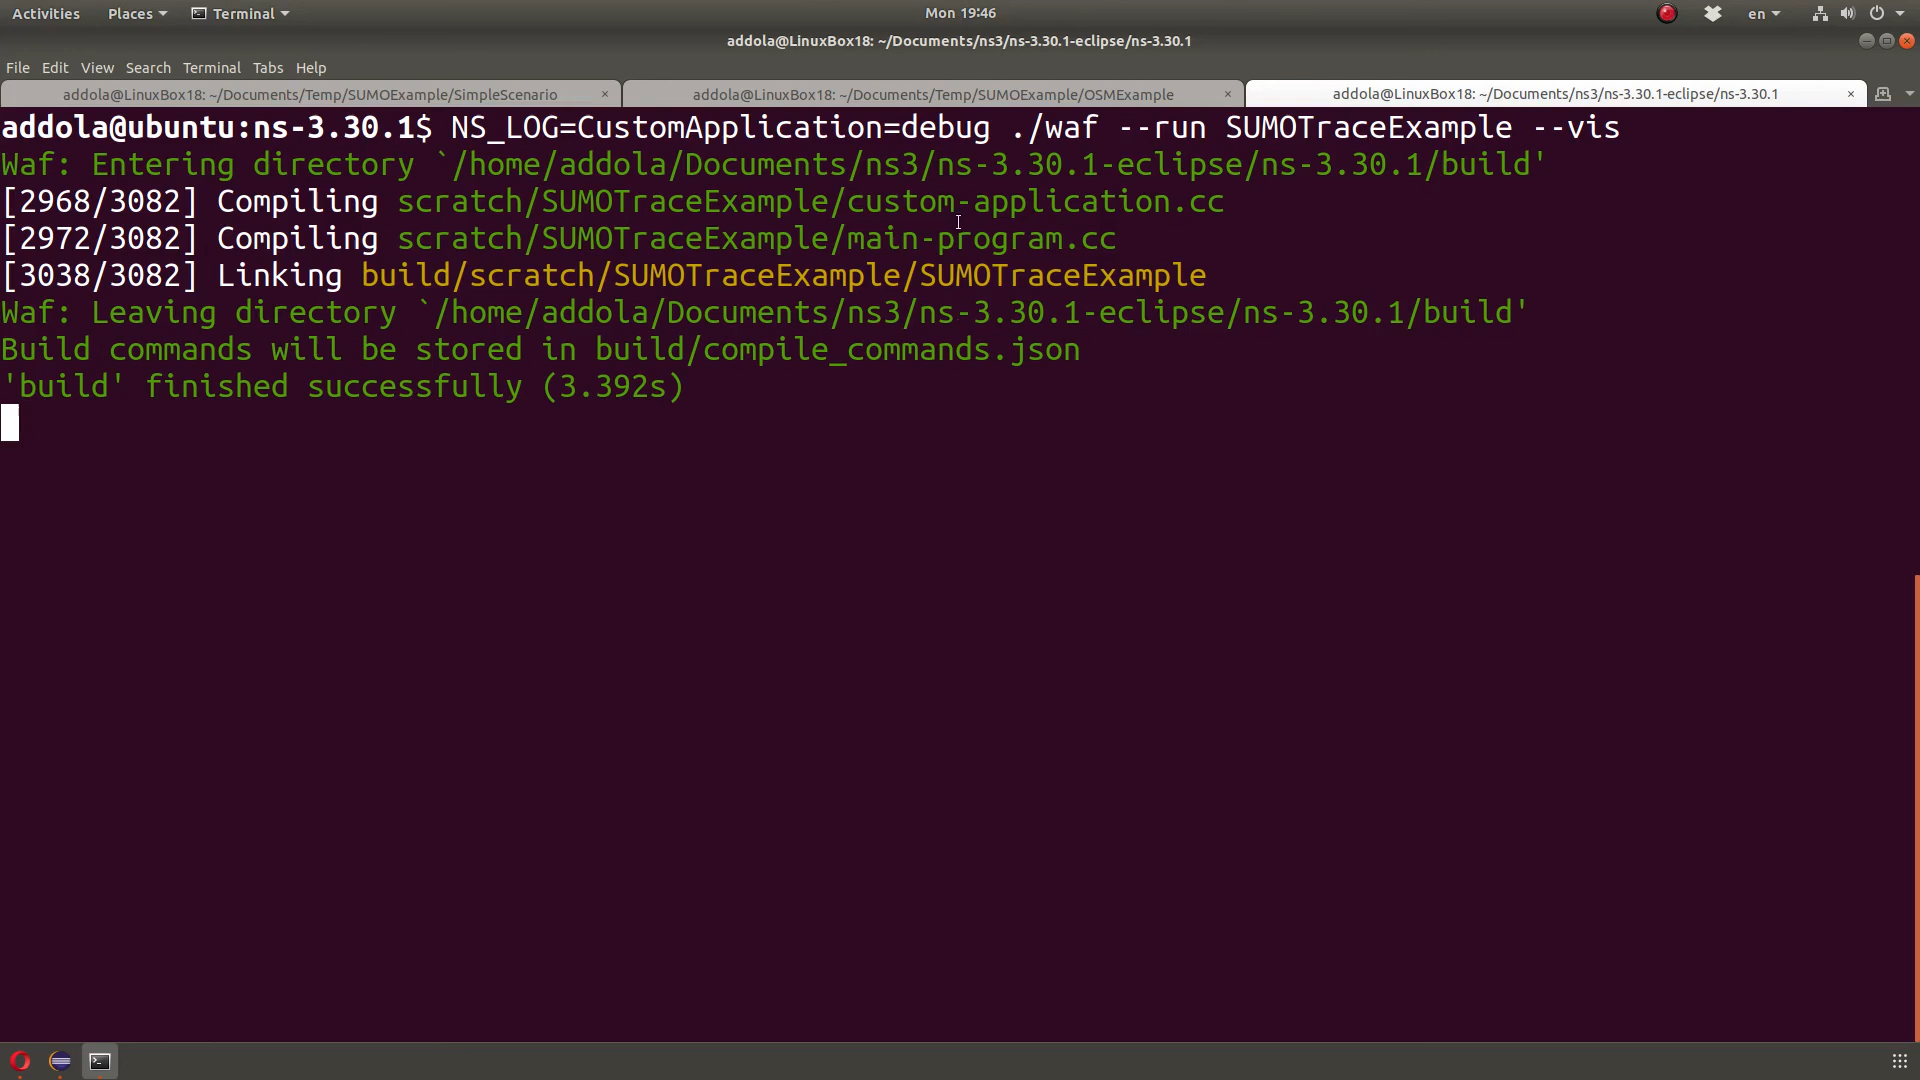 Activities Places Terminal Mon 19:46 en
addola@LinuxBox18: ~/Documents/ns3/ns-3.30.1-eclipse/ns-3.30.1
File Edit View Search Terminal Tabs Help
addola@LinuxBox18: ~/Documents/Temp/SUMOExample/SimpleScenario × addola@LinuxBox18: ~/Documents/Temp/SUMOExample/OSMExample × addola@LinuxBox18: ~/Documents/ns3/ns-3.30.1-eclipse/ns-3.30.1 ×
addola@ubuntu:ns-3.30.1$ NS_LOG=CustomApplication=debug ./waf --run SUMOTraceExample --vis
Waf: Entering directory `/home/addola/Documents/ns3/ns-3.30.1-eclipse/ns-3.30.1/build'
[2968/3082] Compiling scratch/SUMOTraceExample/custom-application.cc
[2972/3082] Compiling scratch/SUMOTraceExample/main-program.cc
[3038/3082] Linking build/scratch/SUMOTraceExample/SUMOTraceExample
Waf: Leaving directory `/home/addola/Documents/ns3/ns-3.30.1-eclipse/ns-3.30.1/build'
Build commands will be stored in build/compile_commands.json
'build' finished successfully (3.392s)